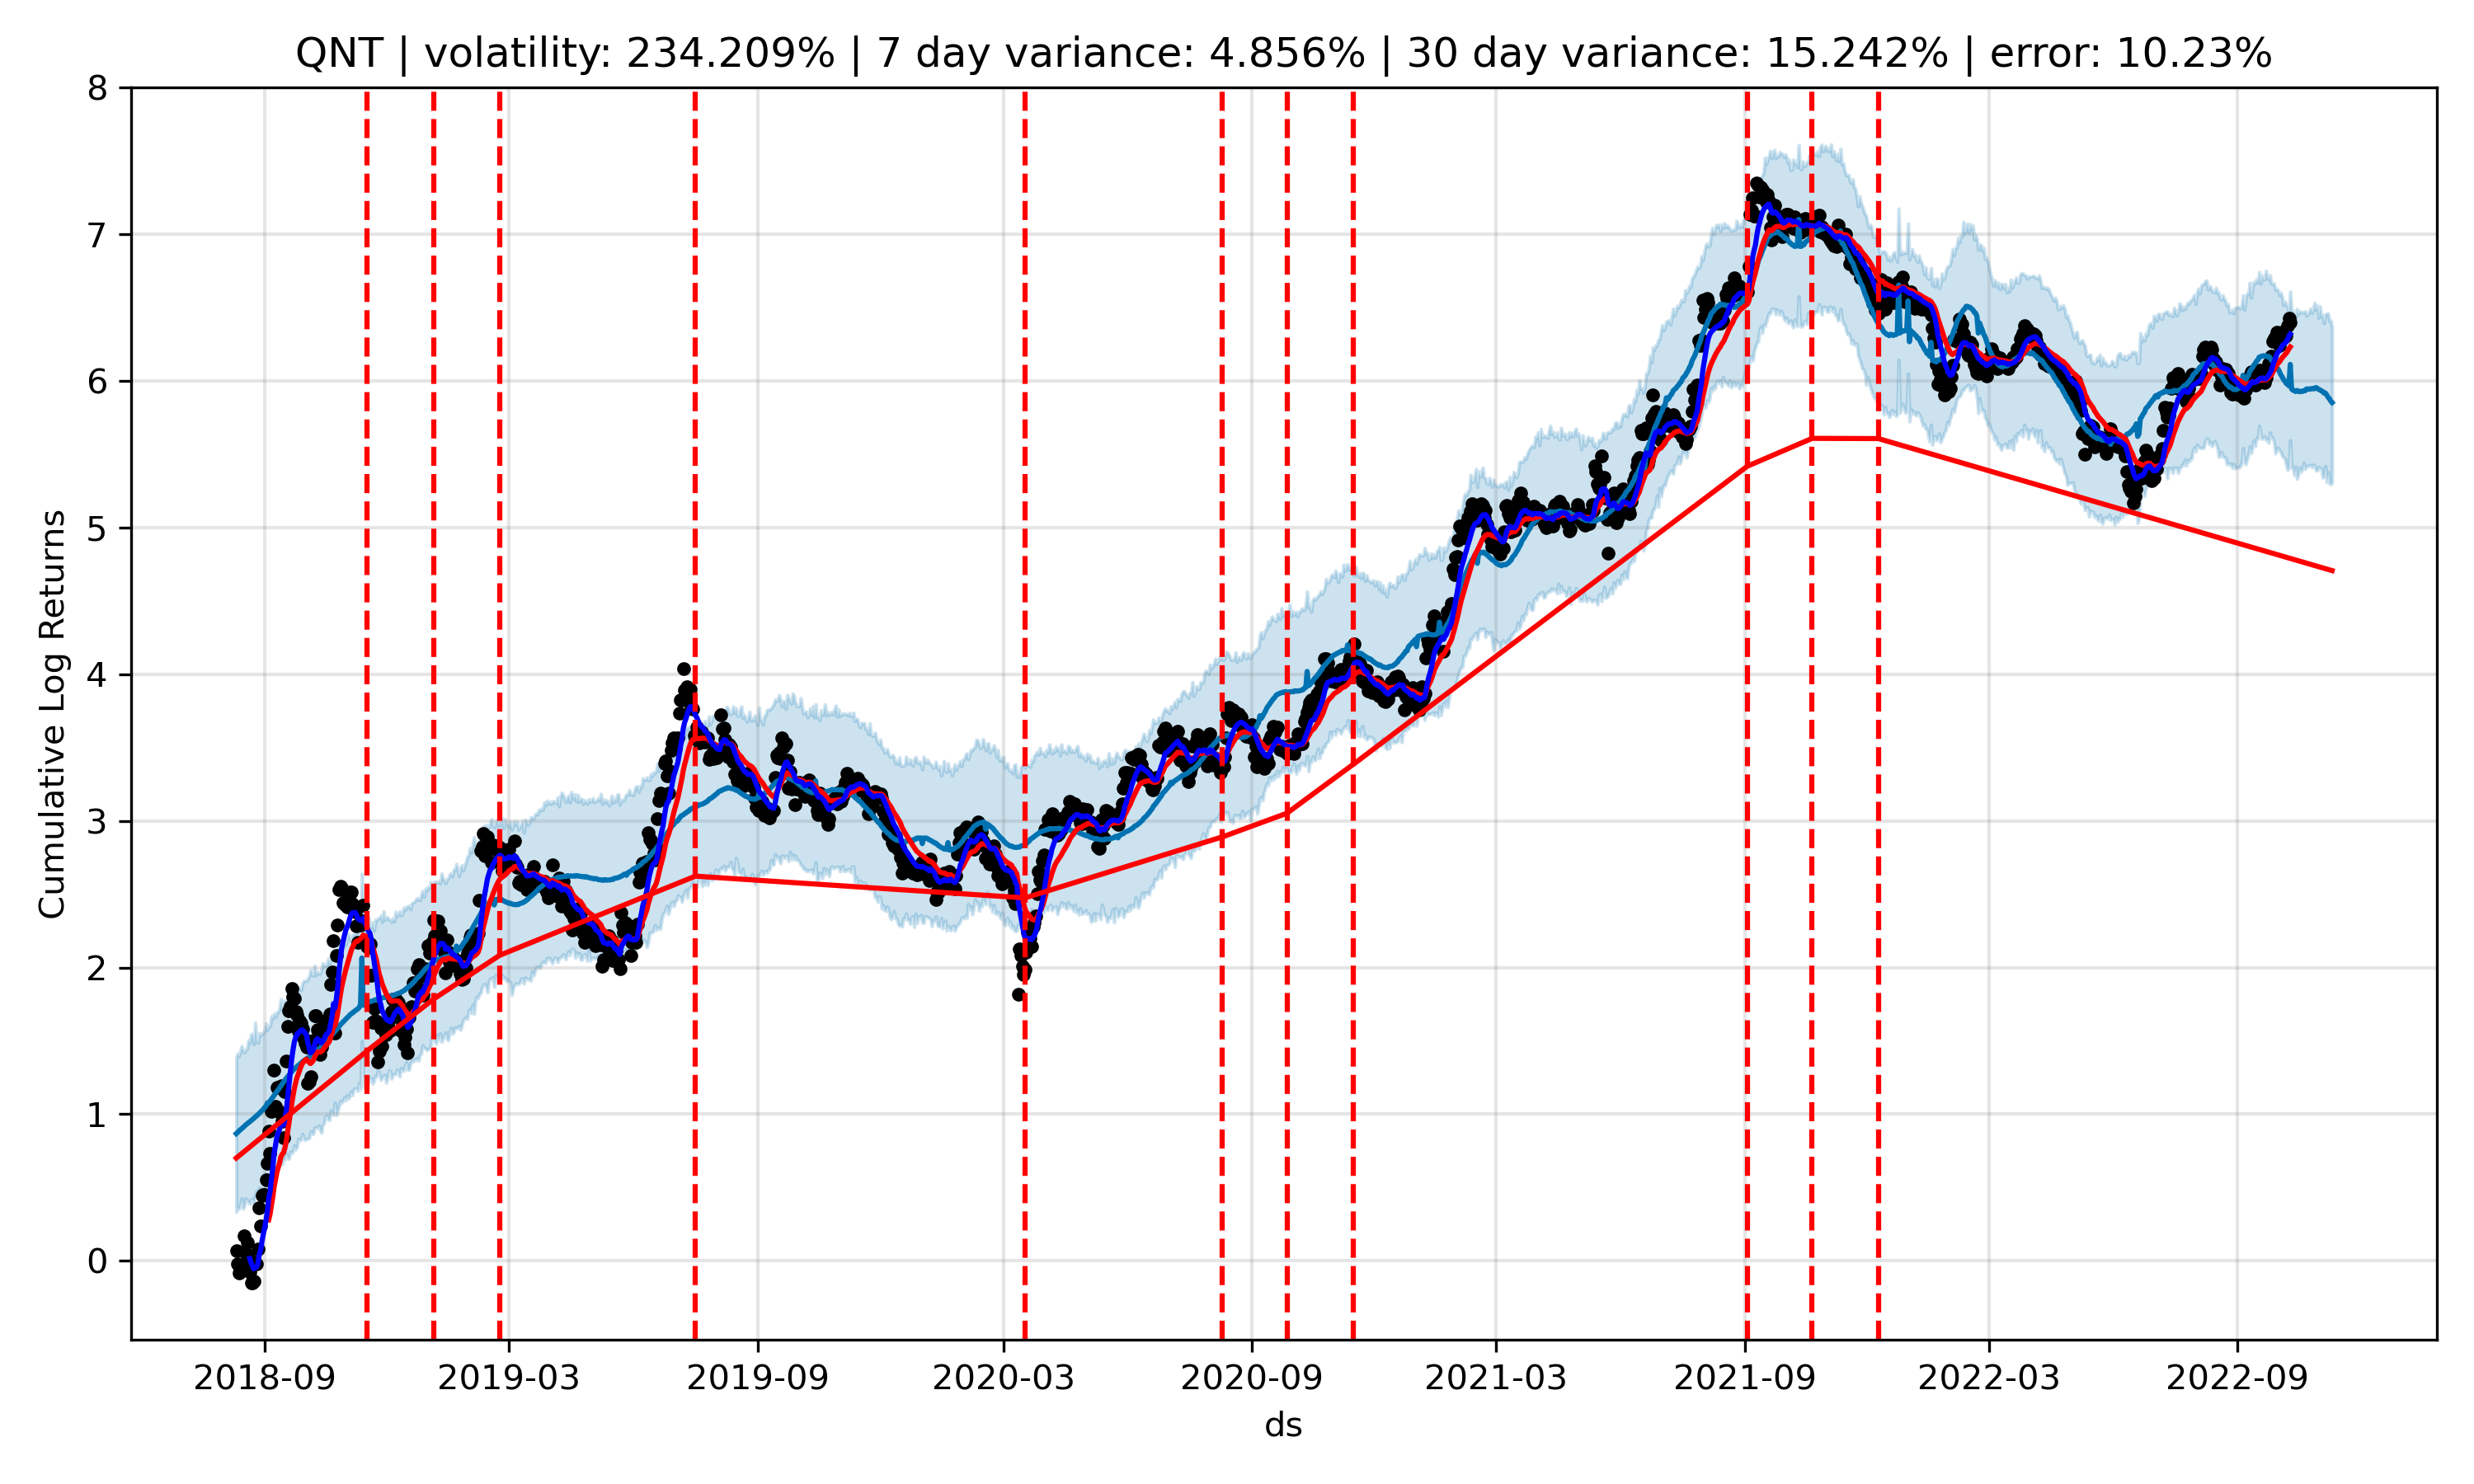 QNT | volatility: 234.209% | 7 day variance: 4.856% | 30 day variance: 15.242% | error: 10.23%
8
7
6
5
4
3
2
1
0
Cumulative Log Returns
2018-09 2019-03 2019-09 2020-03 2020-09 2021-03 2021-09 2022-03 2022-09
ds